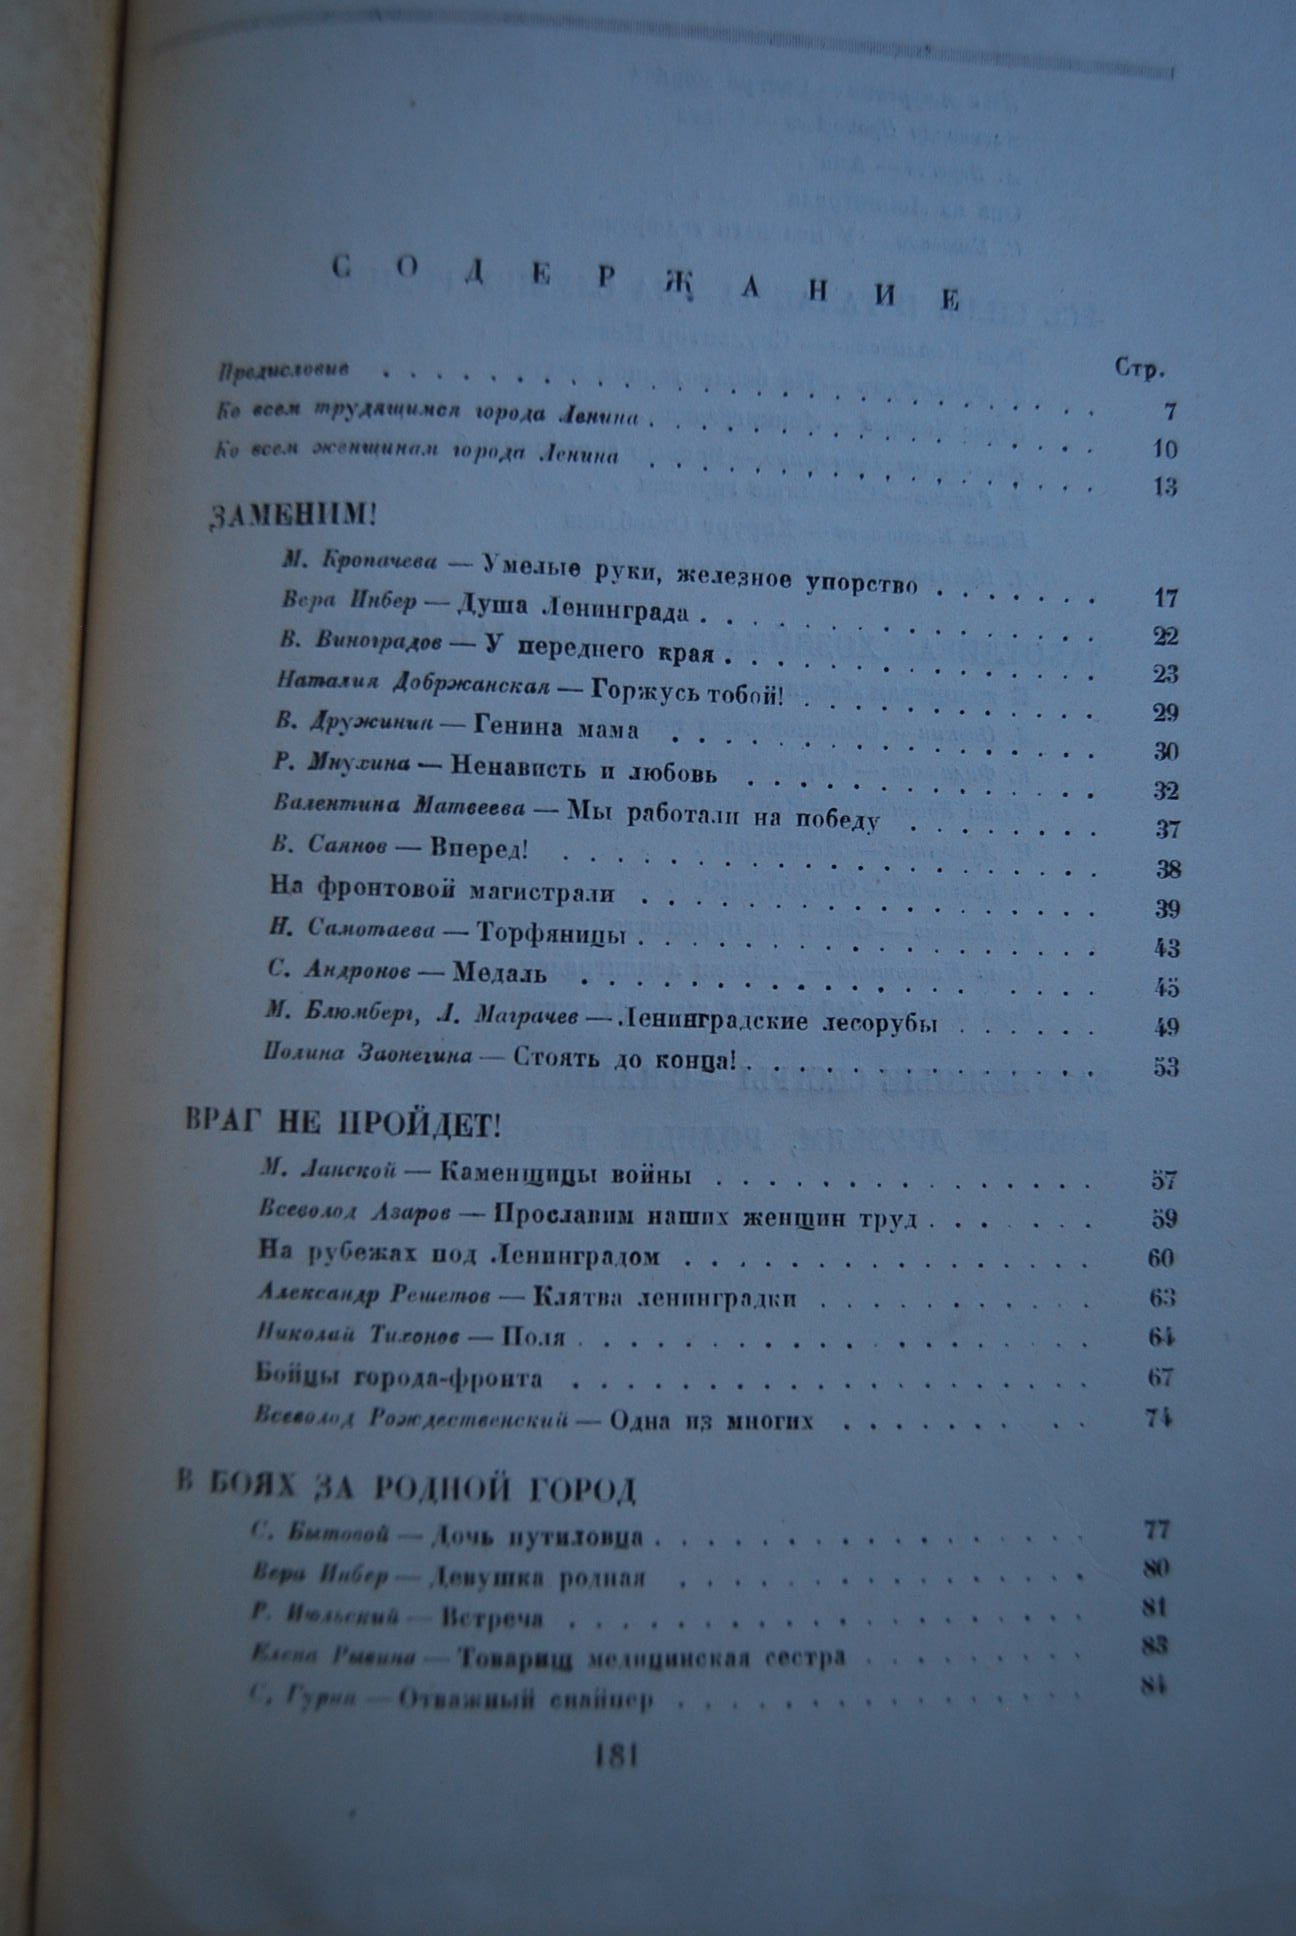 СОДЕРЖАНИЕ
Стр.
Предисловие . . . . . . . . . . . . . . . . . . . . . . . . . . . 7
Ко всем трудящимся города Ленина . . . . . . . . . . . . . . . . . 10
Ко всем женщинам города Ленина . . . . . . . . . . . . . . . . . 13
ЗАМЕНИМ!
М. Кропачева — Умелые руки, железное упорство . . . . . . . 17
Вера Инбер — Душа Ленинграда . . . . . . . . . . . . . . . 22
В. Виноградов — У переднего края . . . . . . . . . . . . . . 23
Наталия Добржанская — Горжусь тобой! . . . . . . . . . . . 29
В. Дружинин — Генина мама . . . . . . . . . . . . . . . . 30
Р. Мнухина — Ненависть и любовь . . . . . . . . . . . . . 32
Валентина Матвеева — Мы работали на победу . . . . . . . 37
В. Саянов — Вперед! . . . . . . . . . . . . . . . . . . . . 38
На фронтовой магистрали . . . . . . . . . . . . . . . . . 39
Н. Самотаева — Торфяницы . . . . . . . . . . . . . . . . . 43
С. Андронов — Медаль . . . . . . . . . . . . . . . . . . . 45
М. Блюмберг, Л. Маграчев — Ленинградские лесорубы . . . . . . 49
Полина Заонегина — Стоять до конца! . . . . . . . . . . . . . 53
ВРАГ НЕ ПРОЙДЕТ!
М. Ланской — Каменщицы войны . . . . . . . . . . . . . . . 57
Всеволод Азаров — Прославим наших женщин труд . . . . . . . 59
На рубежах под Ленинградом . . . . . . . . . . . . . . . . 60
Александр Решетов — Клятва ленинградки . . . . . . . . . . . 63
Николай Тихонов — Поля . . . . . . . . . . . . . . . . . . . 64
Бойцы города-фронта . . . . . . . . . . . . . . . . . . . . 67
Всеволод Рождественский — Одна из многих . . . . . . . . . 74
В БОЯХ ЗА РОДНОЙ ГОРОД
С. Бытовой — Дочь путиловца . . . . . . . . . . . . . . . . . 77
Вера Инбер — Девушка родная . . . . . . . . . . . . . . . . 80
Р. Июльский — Встреча . . . . . . . . . . . . . . . . . . . . 81
Елена Рывина — Товарищ медицинская сестра . . . . . . . . . 83
С. Гурин — Отважный снайпер . . . . . . . . . . . . . . . . 84
181